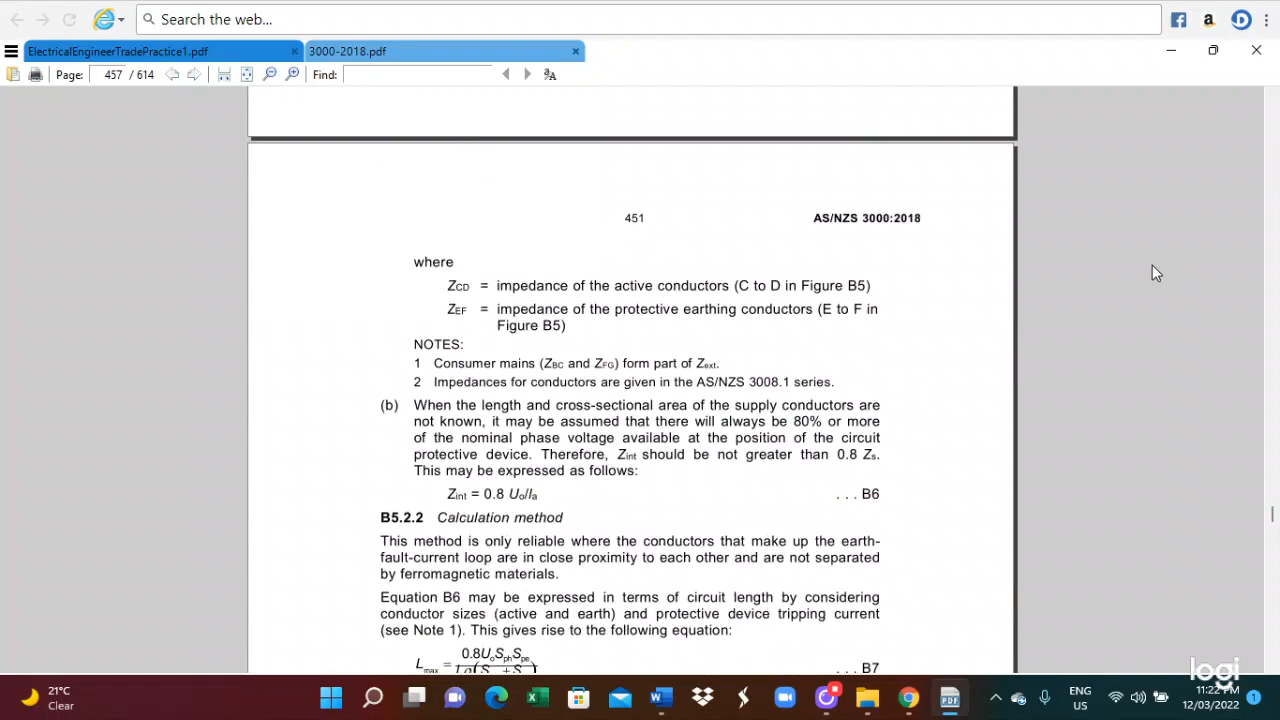 Search the web...
ElectricalEngineerTradePractice1.pdf
3000-2018.pdf
Page: 457 / 614 Find:
451 AS/NZS 3000:2018
where
ZCD = impedance of the active conductors (C to D in Figure B5)
ZEF = impedance of the protective earthing conductors (E to F in
Figure B5)
NOTES:
1 Consumer mains (ZBC and ZFG) form part of Zext.
2 Impedances for conductors are given in the AS/NZS 3008.1 series.
(b) When the length and cross-sectional area of the supply conductors are
not known, it may be assumed that there will always be 80% or more
of the nominal phase voltage available at the position of the circuit
protective device. Therefore, Zint should be not greater than 0.8 Zs.
This may be expressed as follows:
Zint = 0.8 Uo/Ia . . . B6
B5.2.2 Calculation method
This method is only reliable where the conductors that make up the earth-
fault-current loop are in close proximity to each other and are not separated
by ferromagnetic materials.
Equation B6 may be expressed in terms of circuit length by considering
conductor sizes (active and earth) and protective device tripping current
(see Note 1). This gives rise to the following equation:
0.8UoSphSpe
Lmax = . . . B7
logi
21°C
Clear
ENG
US
11:22 PM
12/03/2022